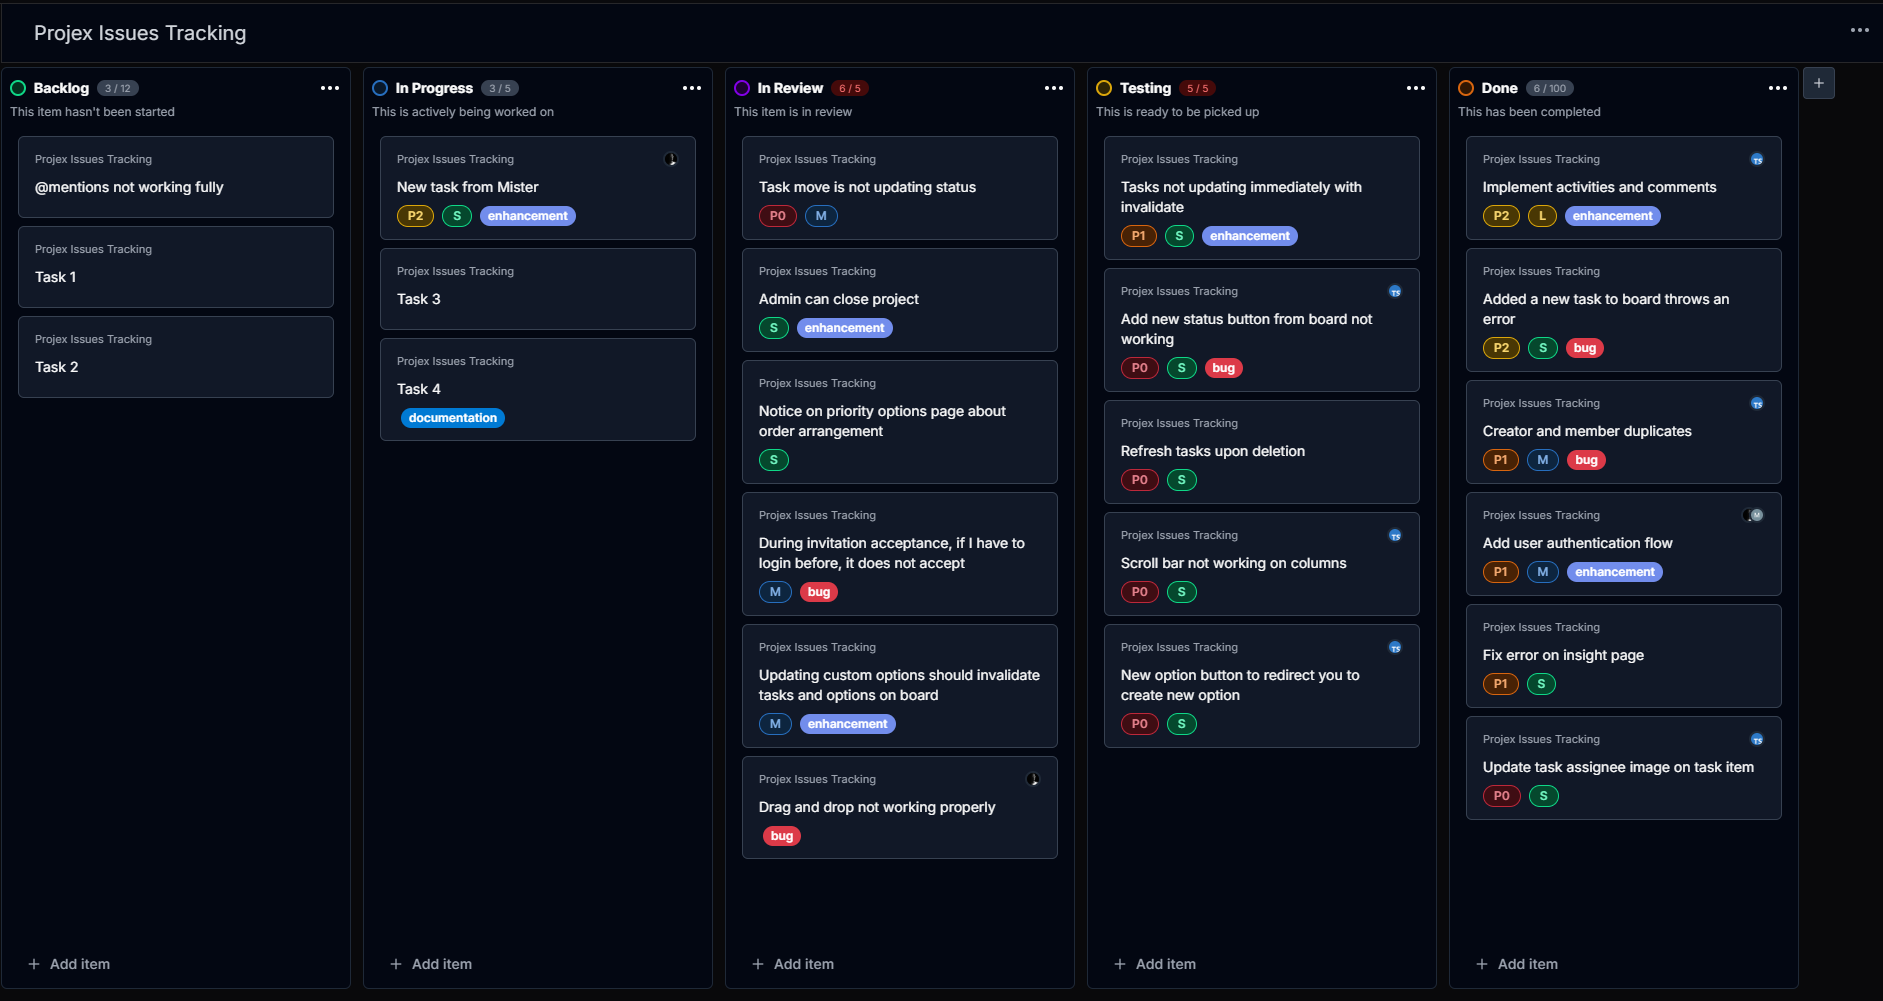 Projex Issues Tracking
Backlog 3 / 12
This item hasn't been started
Projex Issues Tracking
@mentions not working fully
Projex Issues Tracking
Task 1
Projex Issues Tracking
Task 2
Add item
In Progress 3 / 5
This is actively being worked on
Projex Issues Tracking
New task from Mister
P2 S enhancement
Projex Issues Tracking
Task 3
Projex Issues Tracking
Task 4
documentation
Add item
In Review 6 / 5
This item is in review
Projex Issues Tracking
Task move is not updating status
P0 M
Projex Issues Tracking
Admin can close project
S enhancement
Projex Issues Tracking
Notice on priority options page about
order arrangement
S
Projex Issues Tracking
During invitation acceptance, if I have to
login before, it does not accept
M bug
Projex Issues Tracking
Updating custom options should invalidate
tasks and options on board
M enhancement
Projex Issues Tracking
Drag and drop not working properly
bug
Add item
Testing 5 / 5
This is ready to be picked up
Projex Issues Tracking
Tasks not updating immediately with
invalidate
P1 S enhancement
Projex Issues Tracking TS
Add new status button from board not
working
P0 S bug
Projex Issues Tracking
Refresh tasks upon deletion
P0 S
Projex Issues Tracking TS
Scroll bar not working on columns
P0 S
Projex Issues Tracking TS
New option button to redirect you to
create new option
P0 S
Add item
Done 6 / 100
This has been completed
Projex Issues Tracking TS
Implement activities and comments
P2 L enhancement
Projex Issues Tracking
Added a new task to board throws an
error
P2 S bug
Projex Issues Tracking TS
Creator and member duplicates
P1 M bug
Projex Issues Tracking M
Add user authentication flow
P1 M enhancement
Projex Issues Tracking
Fix error on insight page
P1 S
Projex Issues Tracking TS
Update task assignee image on task item
P0 S
Add item